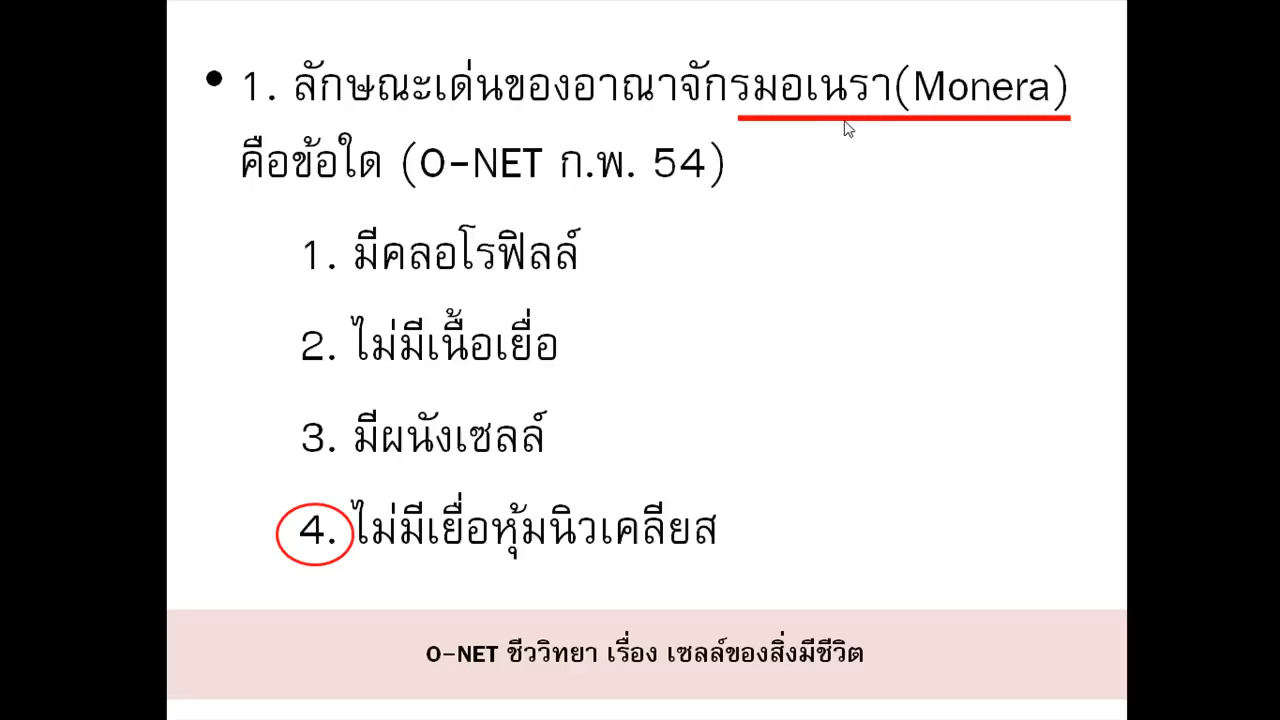 • 1. ลักษณะเด่นของอาณาจักรมอเนรา(Monera)
คือข้อใด (O-NET ก.พ. 54)
1. มีคลอโรฟิลล์
2. ไม่มีเนื้อเยื่อ
3. มีผนังเซลล์
4. ไม่มีเยื่อหุ้มนิวเคลียส
O-NET ชีววิทยา เรื่อง เซลล์ของสิ่งมีชีวิต